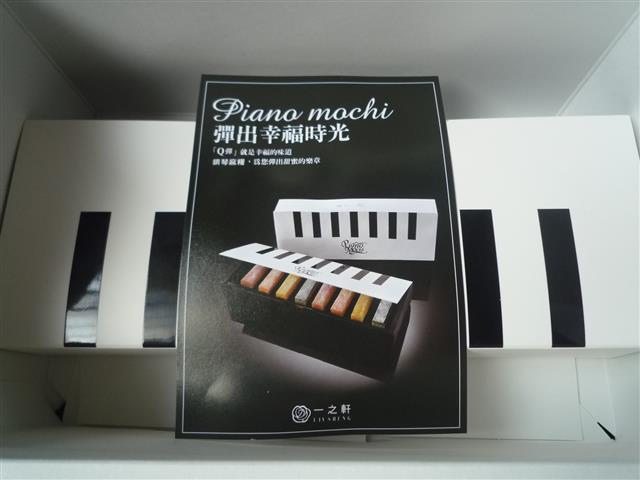 Piano mochi
彈出幸福時光
「Q彈」就是幸福的味道
鋼琴麻糬，為您彈出甜蜜的樂章
一之軒